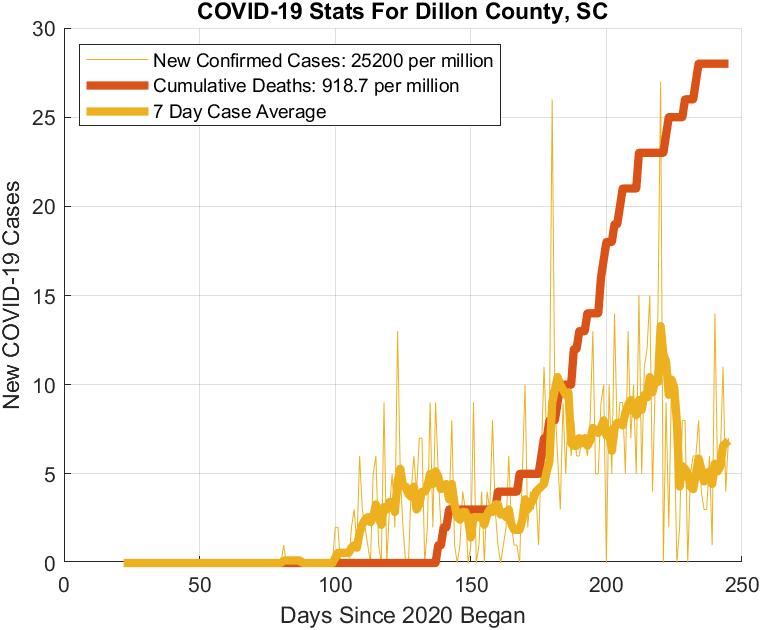 COVID-19 Stats For Dillon County, SC
30
New Confirmed Cases: 25200 per million
Cumulative Deaths: 918.7 per million
7 Day Case Average
25
20
15
10
5
0
New COVID-19 Cases
0 50 100 150 200 250
Days Since 2020 Began